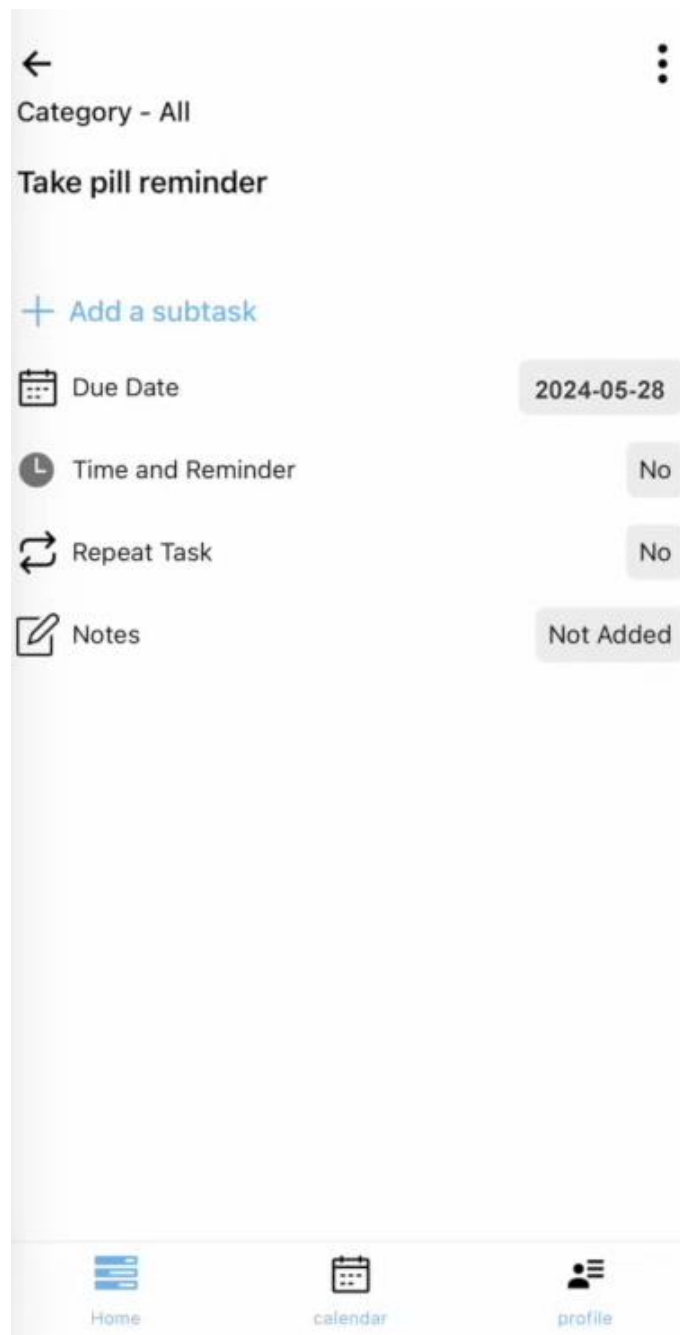 Category - All
Take pill reminder
+ Add a subtask
Due Date 2024-05-28
Time and Reminder No
Repeat Task No
Notes Not Added
Home calendar profile